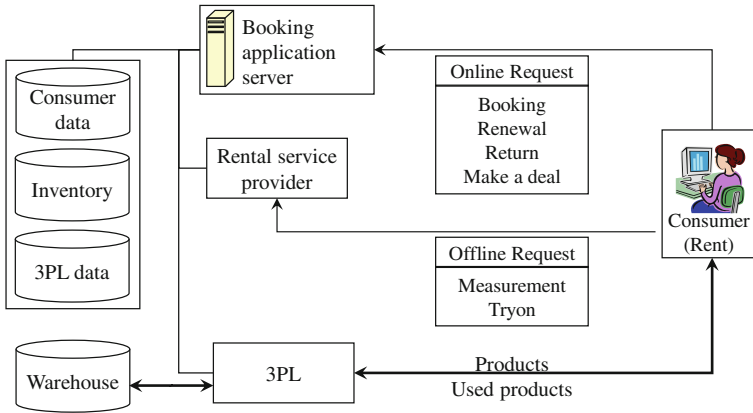 Booking
application
server
Consumer
data
Inventory
3PL data
Warehouse
Rental service
provider
3PL
Online Request
Booking
Renewal
Return
Make a deal
Offline Request
Measurement
Tryon
Consumer
(Rent)
Products
Used products